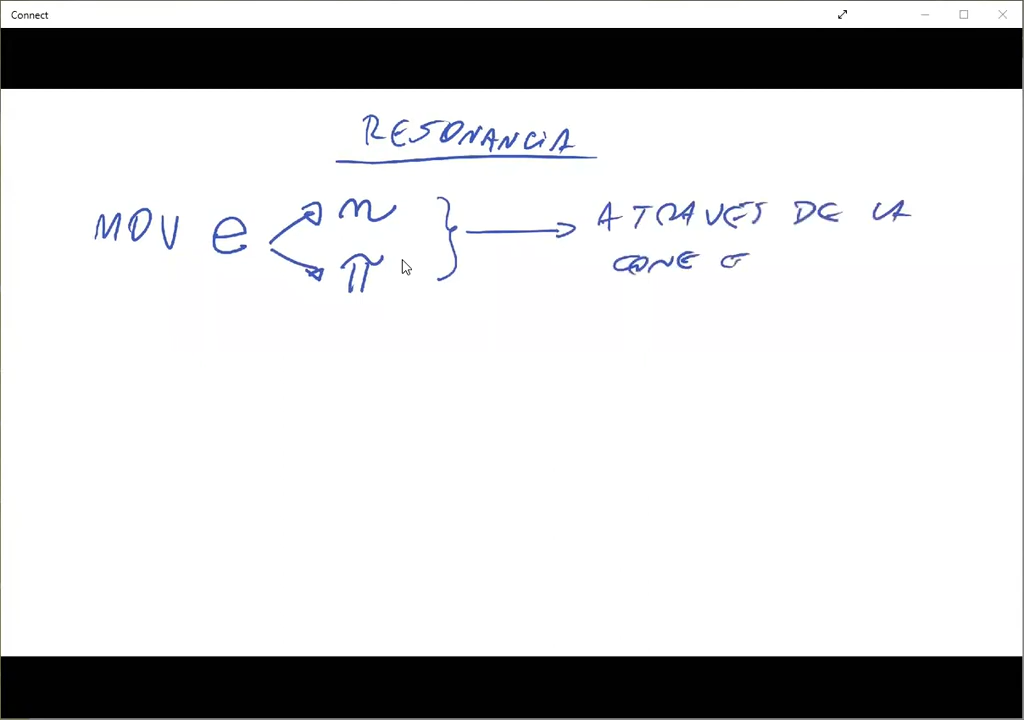 Connect
RESONANCIA
MOV e n π } → A TRAVES DE LA
CONE σ